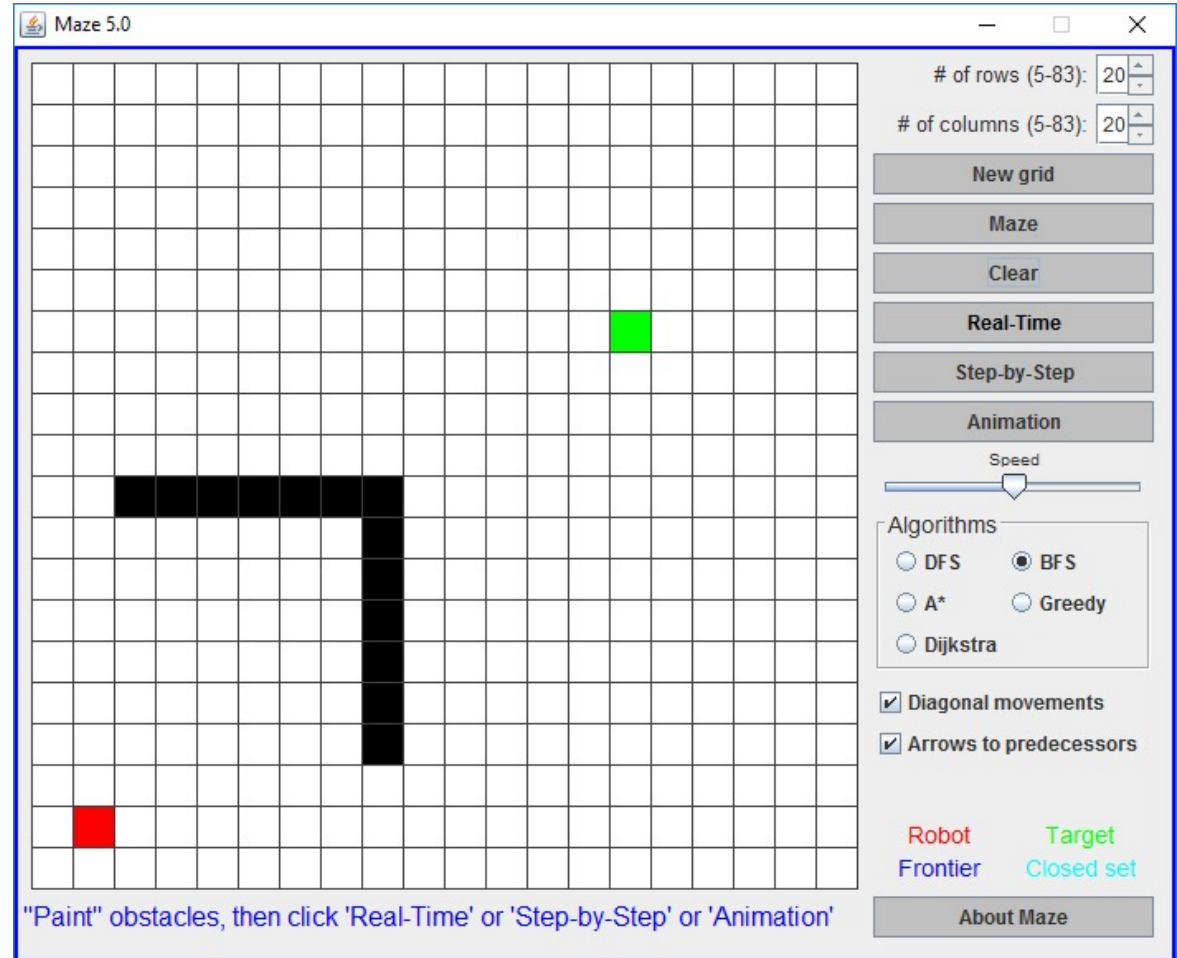 Maze 5.0
# of rows (5-83): 20
# of columns (5-83): 20
New grid
Maze
Clear
Real-Time
Step-by-Step
Animation
Speed
Algorithms
DFS BFS
A* Greedy
Dijkstra
Diagonal movements
Arrows to predecessors
Robot Target
Frontier Closed set
"Paint" obstacles, then click 'Real-Time' or 'Step-by-Step' or 'Animation'
About Maze